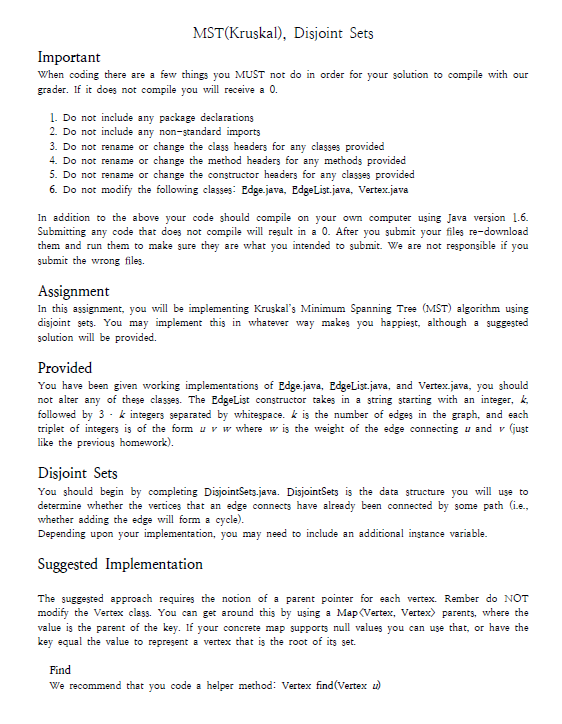 MST(Kruskal), Disjoint Sets
Important
When coding there are a few things you MUST not do in order for your solution to compile with our
grader. If it does not compile you will receive a 0.
1. Do not include any package declarations
2. Do not include any non-standard imports
3. Do not rename or change the class headers for any classes provided
4. Do not rename or change the method headers for any methods provided
5. Do not rename or change the constructor headers for any classes provided
6. Do not modify the following classes: Edge.java, EdgeList.java, Vertex.java
In addition to the above your code should compile on your own computer using Java version 1.6.
Submitting any code that does not compile will result in a 0. After you submit your files re-download
them and run them to make sure they are what you intended to submit. We are not responsible if you
submit the wrong files.
Assignment
In this assignment, you will be implementing Kruskal's Minimum Spanning Tree (MST) algorithm using
disjoint sets. You may implement this in whatever way makes you happiest, although a suggested
solution will be provided.
Provided
You have been given working implementations of Edge.java, EdgeList.java, and Vertex.java, you should
not alter any of these classes. The EdgeList constructor takes in a string starting with an integer, k,
followed by 3 · k integers separated by whitespace. k is the number of edges in the graph, and each
triplet of integers is of the form u v w where w is the weight of the edge connecting u and v (just
like the previous homework).
Disjoint Sets
You should begin by completing DisjointSets.java. DisjointSets is the data structure you will use to
determine whether the vertices that an edge connects have already been connected by some path (i.e.,
whether adding the edge will form a cycle).
Depending upon your implementation, you may need to include an additional instance variable.
Suggested Implementation
The suggested approach requires the notion of a parent pointer for each vertex. Rember do NOT
modify the Vertex class. You can get around this by using a Map<Vertex, Vertex> parents, where the
value is the parent of the key. If your concrete map supports null values you can use that, or have the
key equal the value to represent a vertex that is the root of its set.
Find
We recommend that you code a helper method: Vertex find(Vertex u)